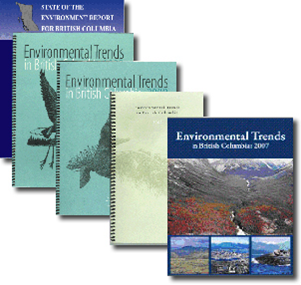 STATE OF THE
ENVIRONMENT REPORT
FOR BRITISH COLUMBIA
Environmental Trends
in British
Environmental Trends
in British Columbia
Environmental Trends
in British Columbia: 2007